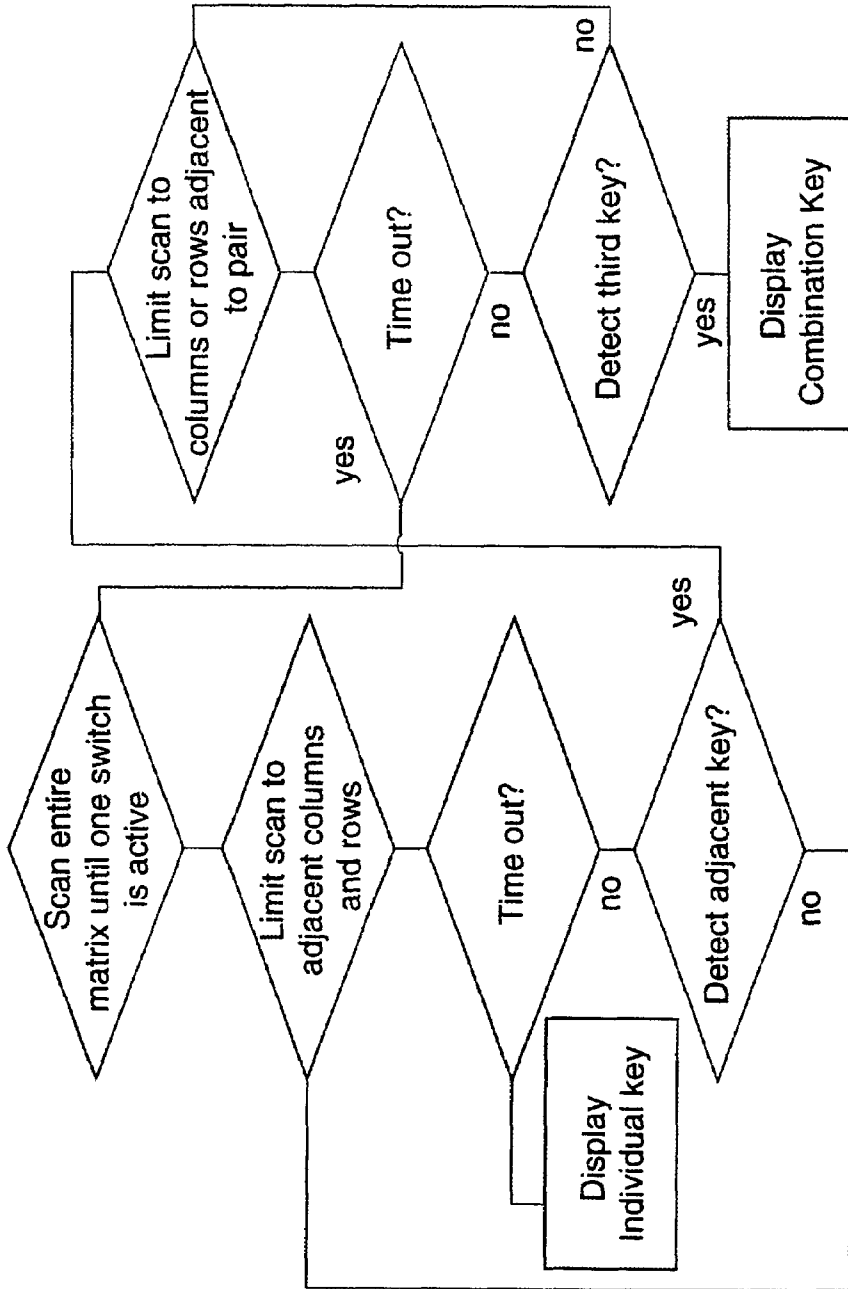 Scan entire
matrix until one switch
is active
Limit scan to
adjacent columns
and rows
Time out?
no
Display
Individual key
Detect adjacent key?
yes
no
Limit scan to
columns or rows adjacent
to pair
Time out?
yes
no
Detect third key?
no
yes
Display
Combination Key